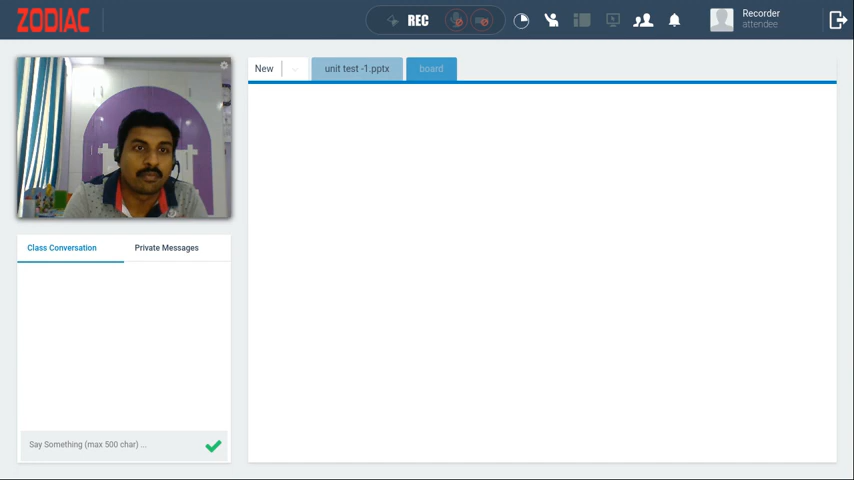 ZODIAC
REC
Recorder
attendee
New
unit test -1.pptx
board
Class Conversation
Private Messages
Say Something (max 500 char) ...